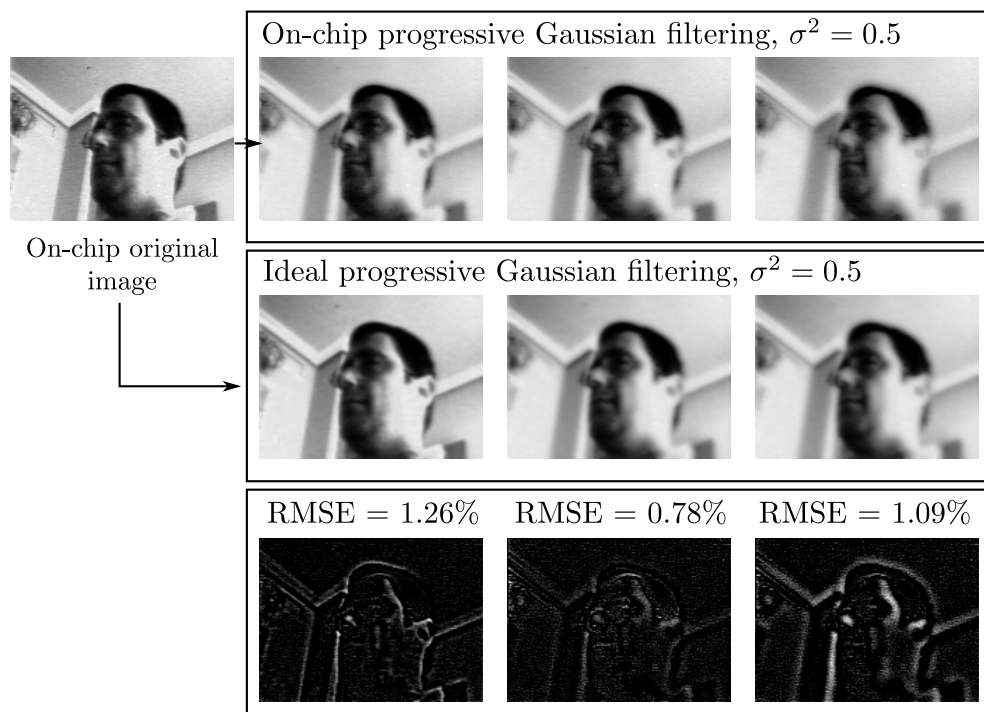 On-chip progressive Gaussian filtering, σ² = 0.5
On-chip original
image
Ideal progressive Gaussian filtering, σ² = 0.5
RMSE = 1.26%
RMSE = 0.78%
RMSE = 1.09%